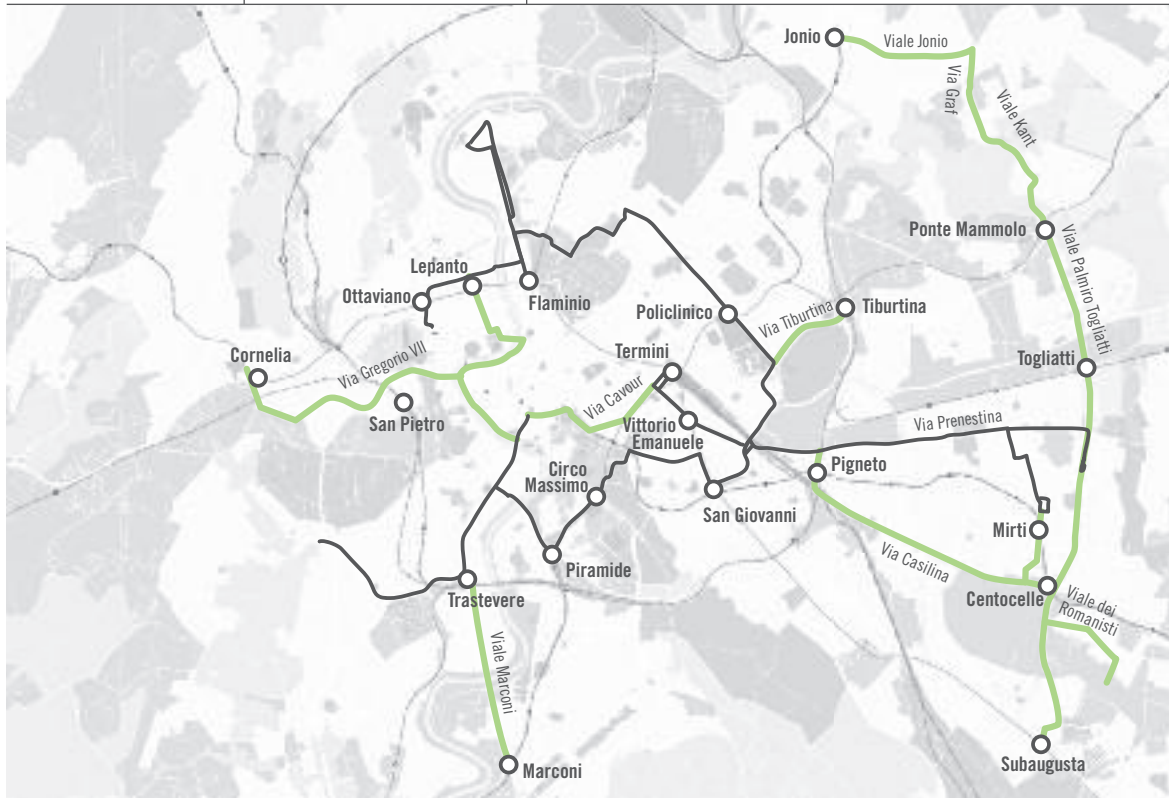 Jonio
Viale Jonio
Via Graf
Viale Kant
Ponte Mammolo
Viale Palmiro Togliatti
Lepanto
Ottaviano
Flaminio
Policlinico
Via Tiburtina
Tiburtina
Termini
Togliatti
Cornelia
Via Gregorio VII
San Pietro
Via Cavour
Vittorio
Emanuele
Via Prenestina
Circo
Massimo
Pigneto
San Giovanni
Mirti
Piramide
Via Casilina
Trastevere
Centocelle
Viale dei
Romanisti
Viale Marconi
Marconi
Subaugusta